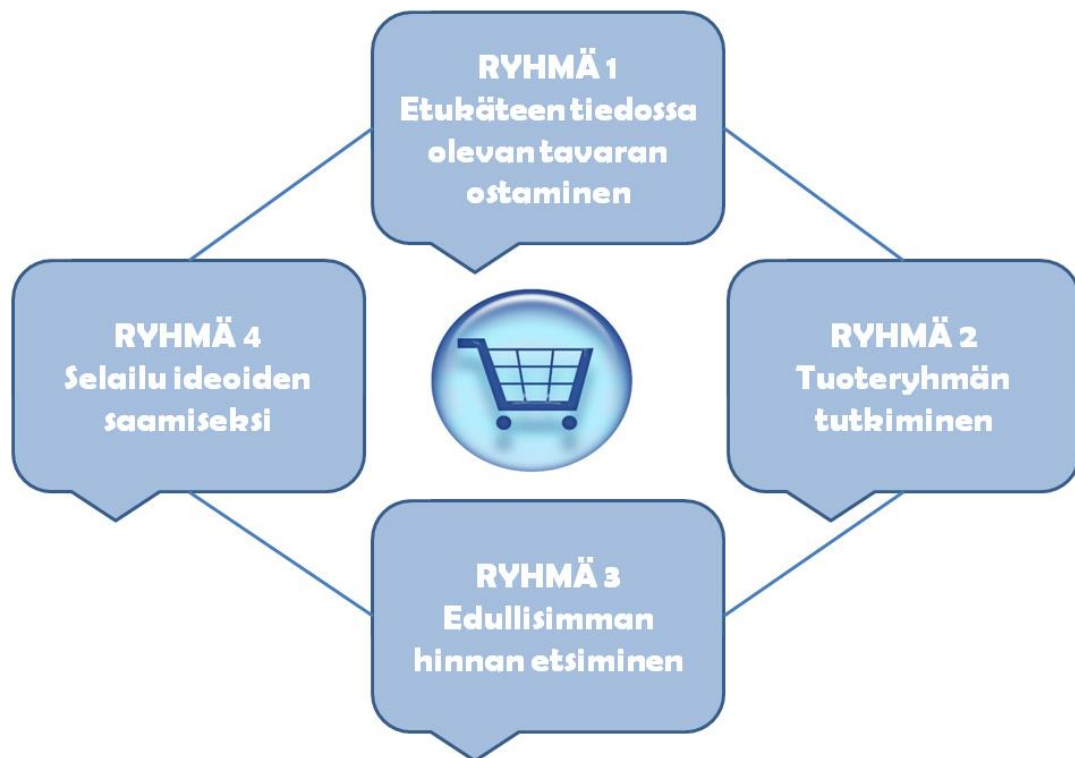 RYHMÄ 1
Etukäteen tiedossa
olevan tavaran
ostaminen
RYHMÄ 4
Selailu ideoiden
saamiseksi
RYHMÄ 2
Tuoteryhmän
tutkiminen
RYHMÄ 3
Edullisimman
hinnan etsiminen